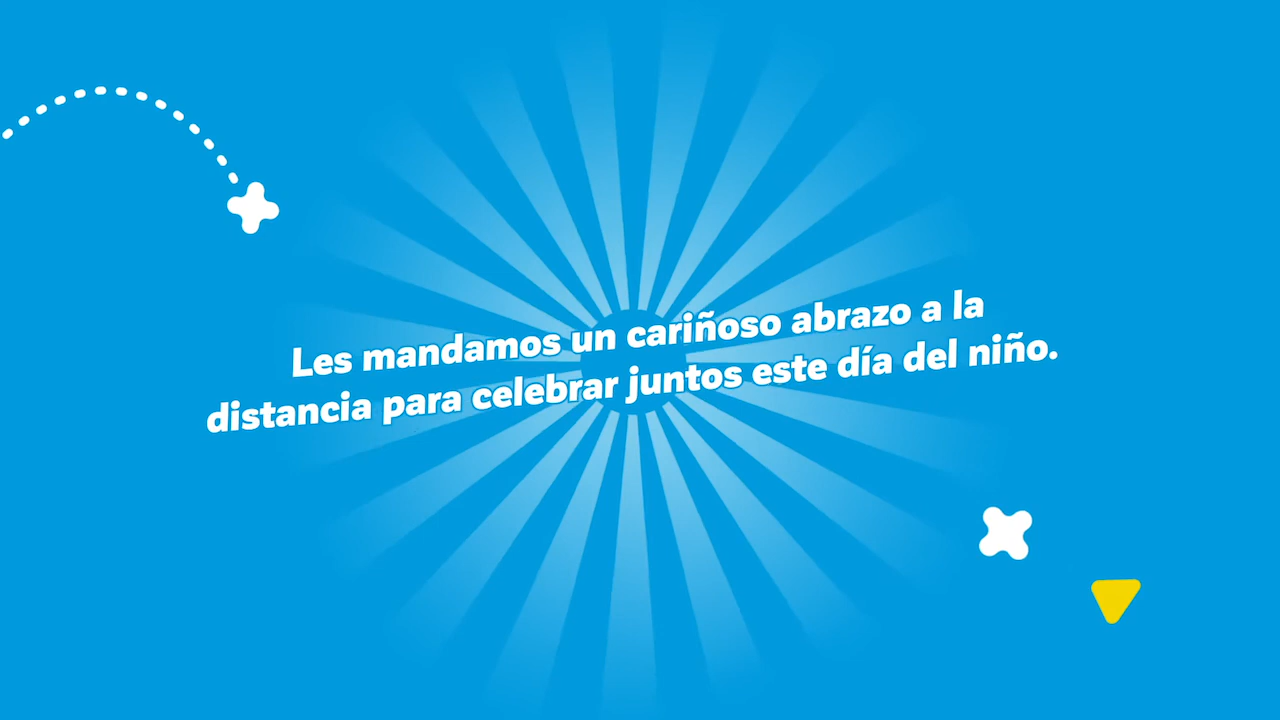 Les mandamos un cariñoso abrazo a la
distancia para celebrar juntos este día del niño.